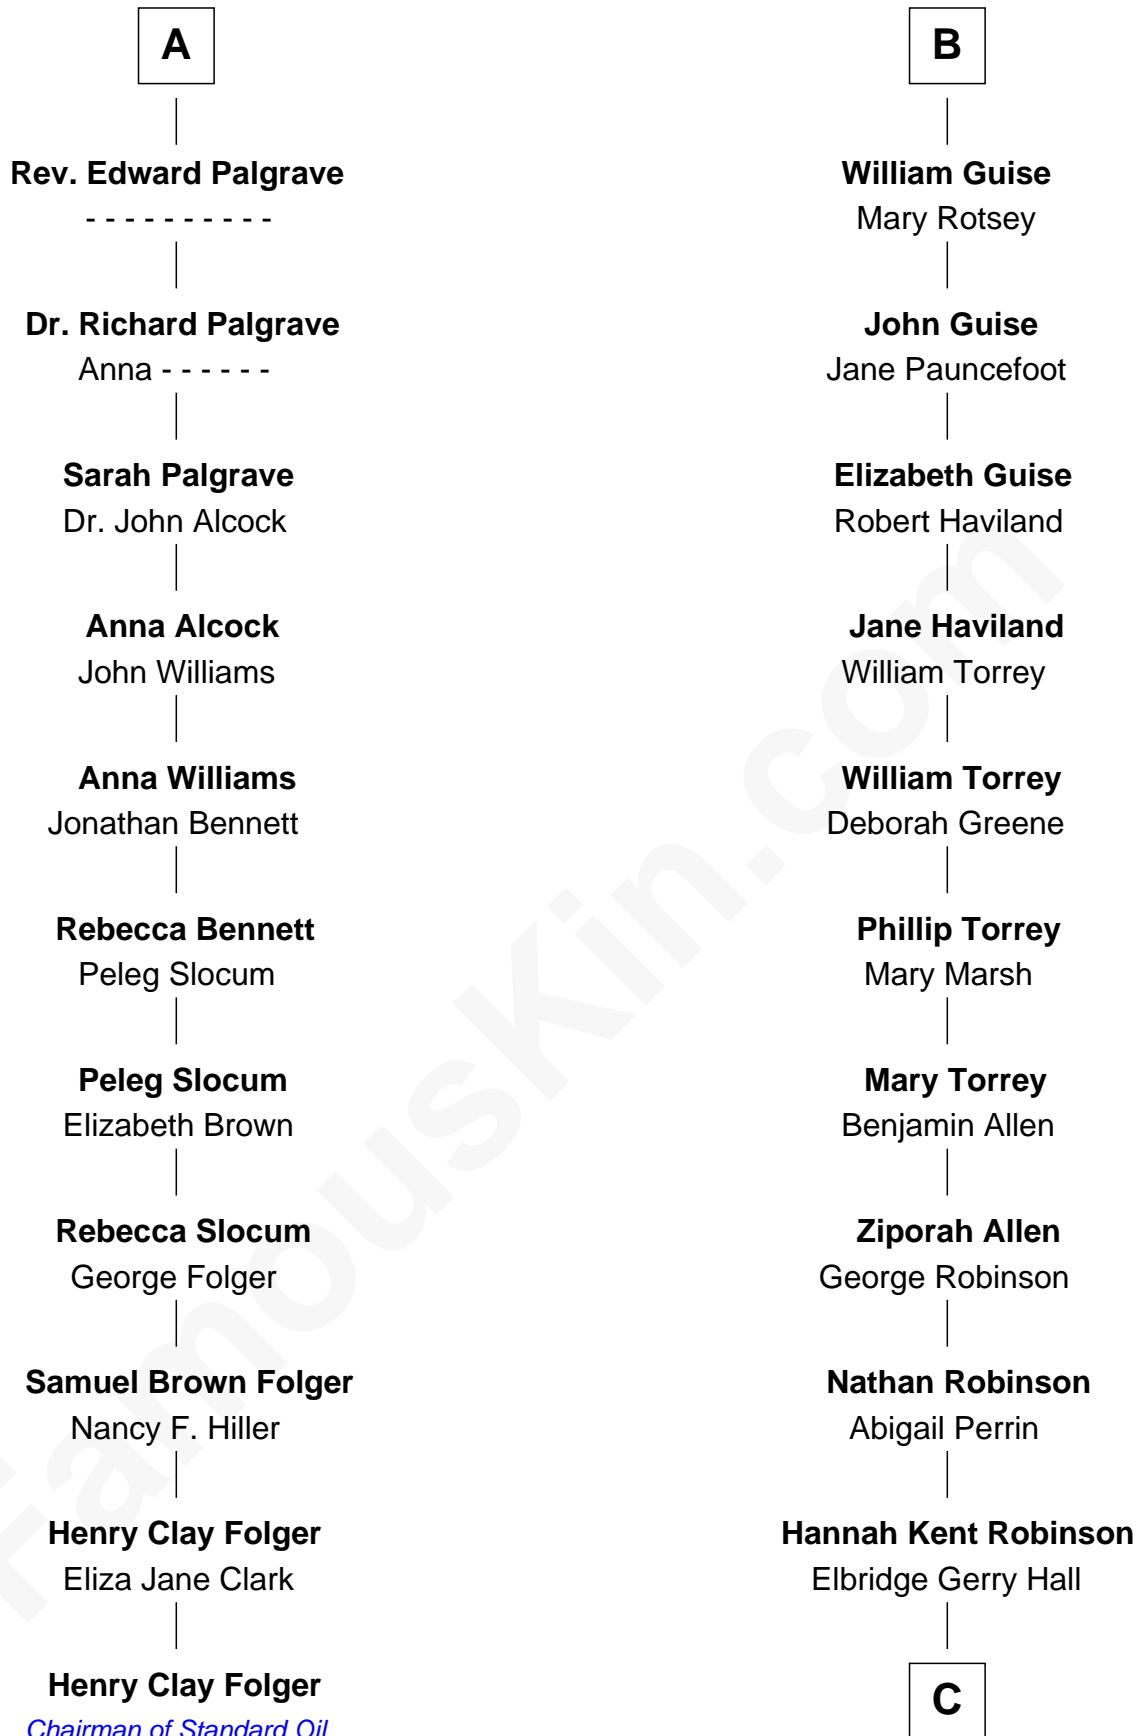 A
Rev. Edward Palgrave
- - - - - - - - - -
Dr. Richard Palgrave
Anna - - - - - -
Sarah Palgrave
Dr. John Alcock
Anna Alcock
John Williams
Anna Williams
Jonathan Bennett
Rebecca Bennett
Peleg Slocum
Peleg Slocum
Elizabeth Brown
Rebecca Slocum
George Folger
Samuel Brown Folger
Nancy F. Hiller
Henry Clay Folger
Eliza Jane Clark
Henry Clay Folger
Chairman of Standard Oil
B
William Guise
Mary Rotsey
John Guise
Jane Pauncefoot
Elizabeth Guise
Robert Haviland
Jane Haviland
William Torrey
William Torrey
Deborah Greene
Phillip Torrey
Mary Marsh
Mary Torrey
Benjamin Allen
Ziporah Allen
George Robinson
Nathan Robinson
Abigail Perrin
Hannah Kent Robinson
Elbridge Gerry Hall
C
FamousKin.com